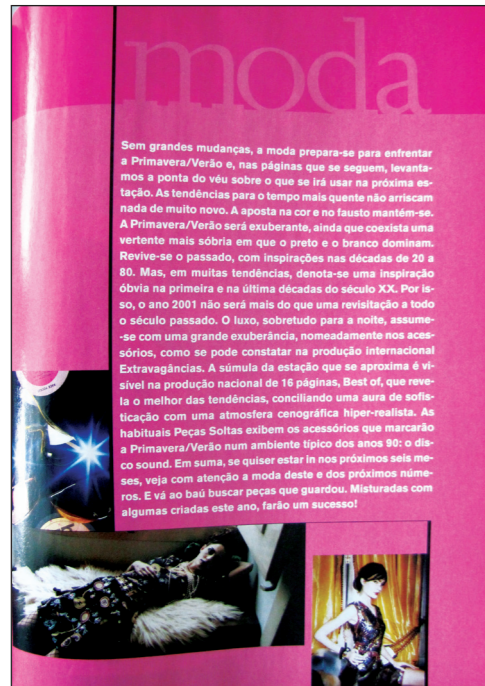 moda
Sem grandes mudanças, a moda prepara-se para enfrentar
a Primavera/Verão e, nas páginas que se seguem, levanta-
mos a ponta do véu sobre o que se irá usar na próxima es-
tação. As tendências para o tempo mais quente não arriscam
nada de muito novo. A aposta na cor e no fausto mantém-se.
A Primavera/Verão será exuberante, ainda que coexista uma
vertente mais sóbria em que o preto e o branco dominam.
Revive-se o passado, com inspirações nas décadas de 20 a
80. Mas, em muitas tendências, denota-se uma inspiração
óbvia na primeira e na última décadas do século XX. Por is-
so, o ano 2001 não será mais do que uma revisitação a todo
o século passado. O luxo, sobretudo para a noite, assume-
-se com uma grande exuberância, nomeadamente nos aces-
sórios, como se pode constatar na produção internacional
Extravagâncias. A súmula da estação que se aproxima é vi-
sível na produção nacional de 16 páginas, Best of, que reve-
la o melhor das tendências, conciliando uma aura de sofis-
ticação com uma atmosfera cenográfica hiper-realista. As
habituais Peças Soltas exibem os acessórios que marcarão
a Primavera/Verão num ambiente típico dos anos 90: o dis-
co sound. Em suma, se quiser estar in nos próximos seis me-
ses, veja com atenção a moda deste e dos próximos núme-
ros. E vá ao baú buscar peças que guardou. Misturadas com
algumas criadas este ano, farão um sucesso!